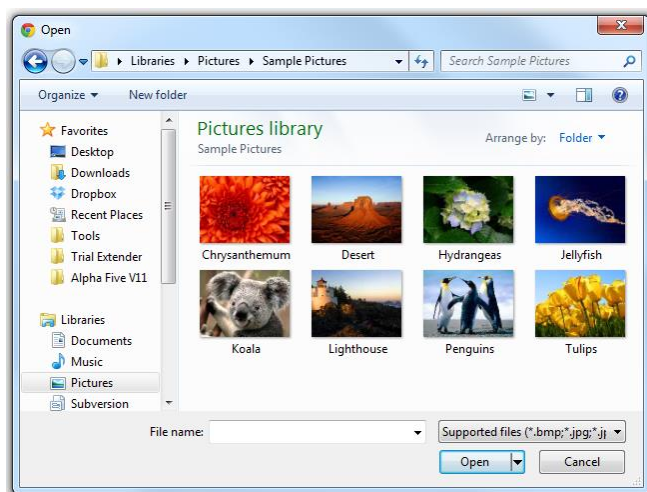 Open
Libraries Pictures Sample Pictures
Search Sample Pictures
Organize New folder
Favorites
Desktop
Downloads
Dropbox
Recent Places
Tools
Trial Extender
Alpha Five V11
Libraries
Documents
Music
Pictures
Subversion
Pictures library
Sample Pictures
Arrange by: Folder
Chrysanthemum Desert Hydrangeas Jellyfish
Koala Lighthouse Penguins Tulips
File name:
Supported files (*.bmp;*.jpg;*.j
Open Cancel